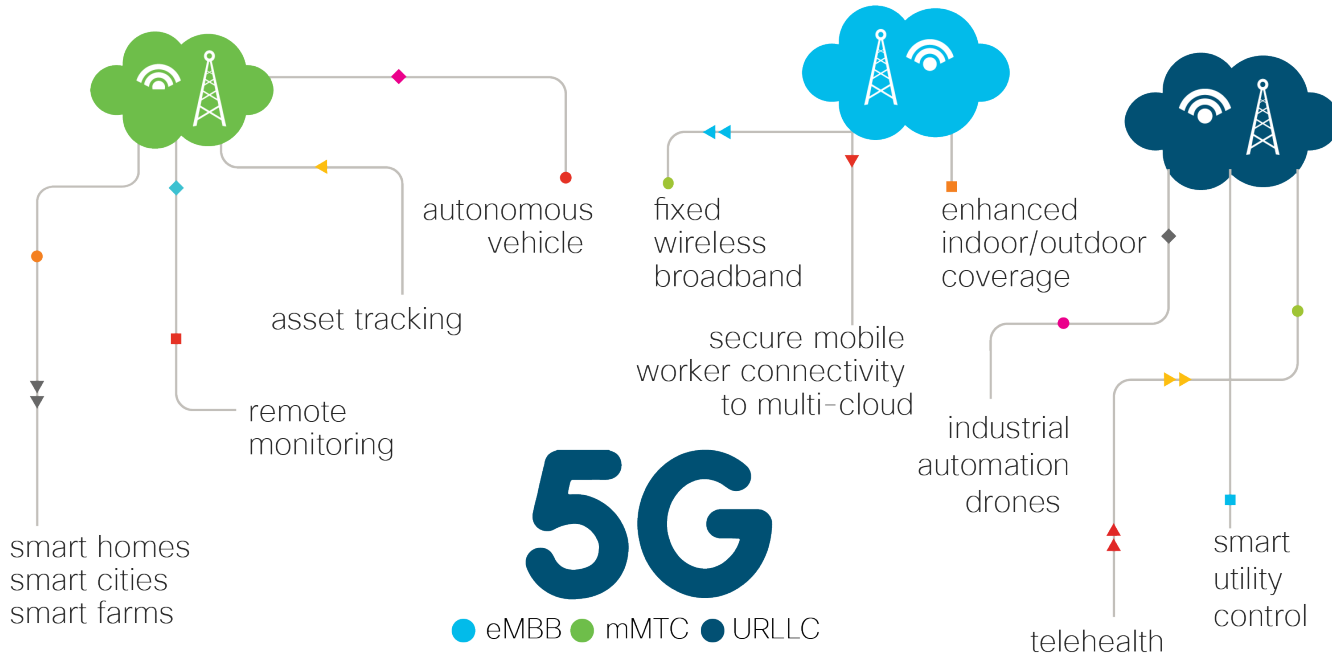 autonomous
vehicle
asset tracking
remote
monitoring
smart homes
smart cities
smart farms
fixed
wireless
broadband
secure mobile
worker connectivity
to multi-cloud
enhanced
indoor/outdoor
coverage
industrial
automation
drones
telehealth
smart
utility
control
5G
eMBB mMTC URLLC